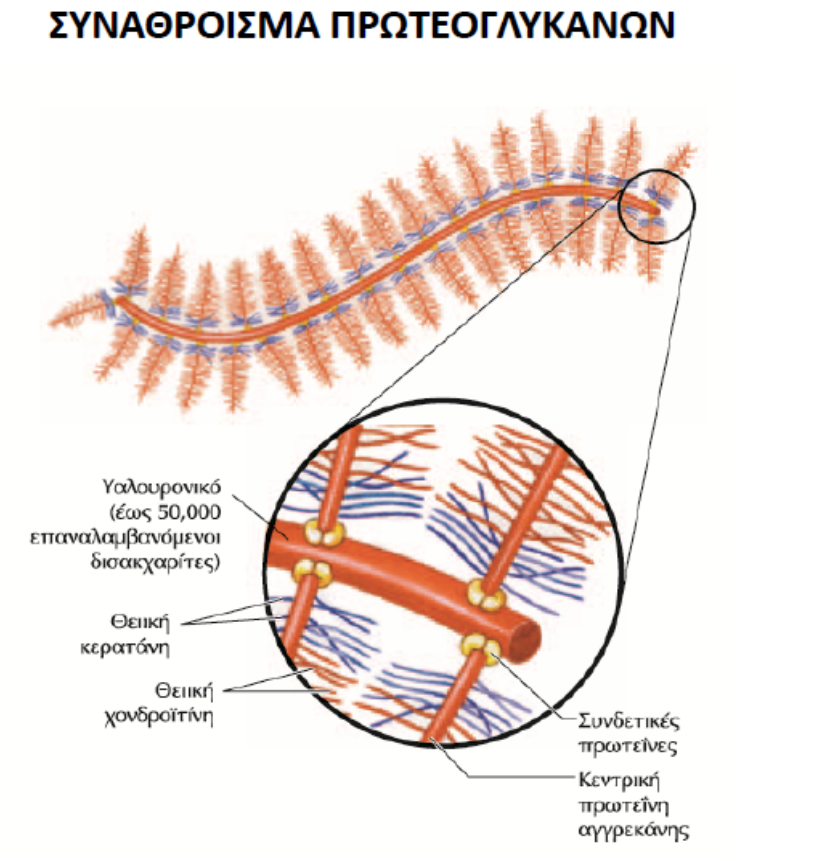 ΣΥΝΑΘΡΟΙΣΜΑ ΠΡΩΤΕΟΓΛΥΚΑΝΩΝ
Υαλουρονικό
(έως 50,000
επαναλαμβανόμενοι
δισακχαρίτες)
Θειική
κερατάνη
Θειική
χονδροϊτίνη
Συνδετικές
πρωτεΐνες
Κεντρική
πρωτεΐνη
αγγρεκάνης